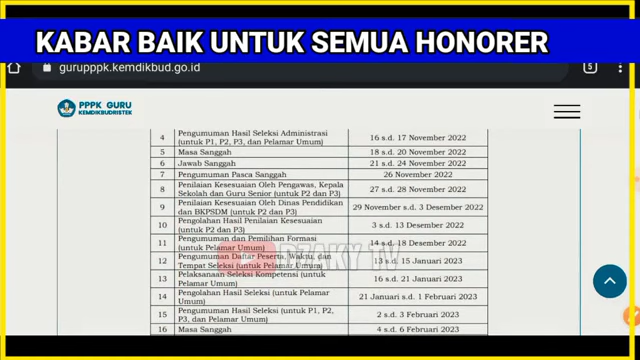 KABAR BAIK UNTUK SEMUA HONORER
gurupppk.kemdikbud.go.id
5
PPPK GURU
KEMDIKBUDRISTEK
4 Pengumuman Hasil Seleksi Administrasi
(untuk P1, P2, P3, dan Pelamar Umum) 16 s.d. 17 November 2022
5 Masa Sanggah 18 s.d. 20 November 2022
6 Jawab Sanggah 21 s.d. 24 November 2022
7 Pengumuman Pasca Sanggah 26 November 2022
8 Penilaian Kesesuaian Oleh Pengawas, Kepala
Sekolah dan Guru Senior (untuk P2 dan P3) 27 s.d. 28 November 2022
9 Penilaian Kesesuaian Oleh Dinas Pendidikan
dan BKPSDM (untuk P2 dan P3) 29 November s.d. 3 Desember 2022
10 Pengolahan Hasil Penilaian Kesesuaian
(untuk P2 dan P3) 3 s.d. 13 Desember 2022
11 Pengumuman dan Pemilihan Formasi
(untuk Pelamar Umum) 14 s.d. 18 Desember 2022
DZAKY TV
12 Pengumuman Daftar Peserta, Waktu, dan
Tempat Seleksi (untuk Pelamar Umum) 13 s.d. 15 Januari 2023
13 Pelaksanaan Seleksi Kompetensi (untuk
Pelamar Umum) 16 s.d. 21 Januari 2023
14 Pengolahan Hasil Seleksi (untuk Pelamar
Umum) 21 Januari s.d. 1 Februari 2023
15 Pengumuman Hasil Seleksi (untuk P1, P2,
P3, dan Pelamar Umum) 2 s.d. 3 Februari 2023
16 Masa Sanggah 4 s.d. 6 Februari 2023